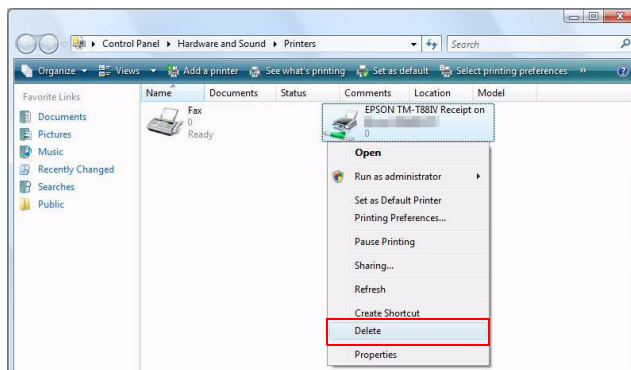 Control Panel ▸ Hardware and Sound ▸ Printers
Search
Organize Views Add a printer See what's printing Set as default Select printing preferences »
Favorite Links
Documents
Pictures
Music
Recently Changed
Searches
Public
Name Documents Status Comments Location Model
Fax
0
Ready
EPSON TM-T88IV Receipt on
0
Open
Run as administrator
Set as Default Printer
Printing Preferences...
Pause Printing
Sharing...
Refresh
Create Shortcut
Delete
Properties